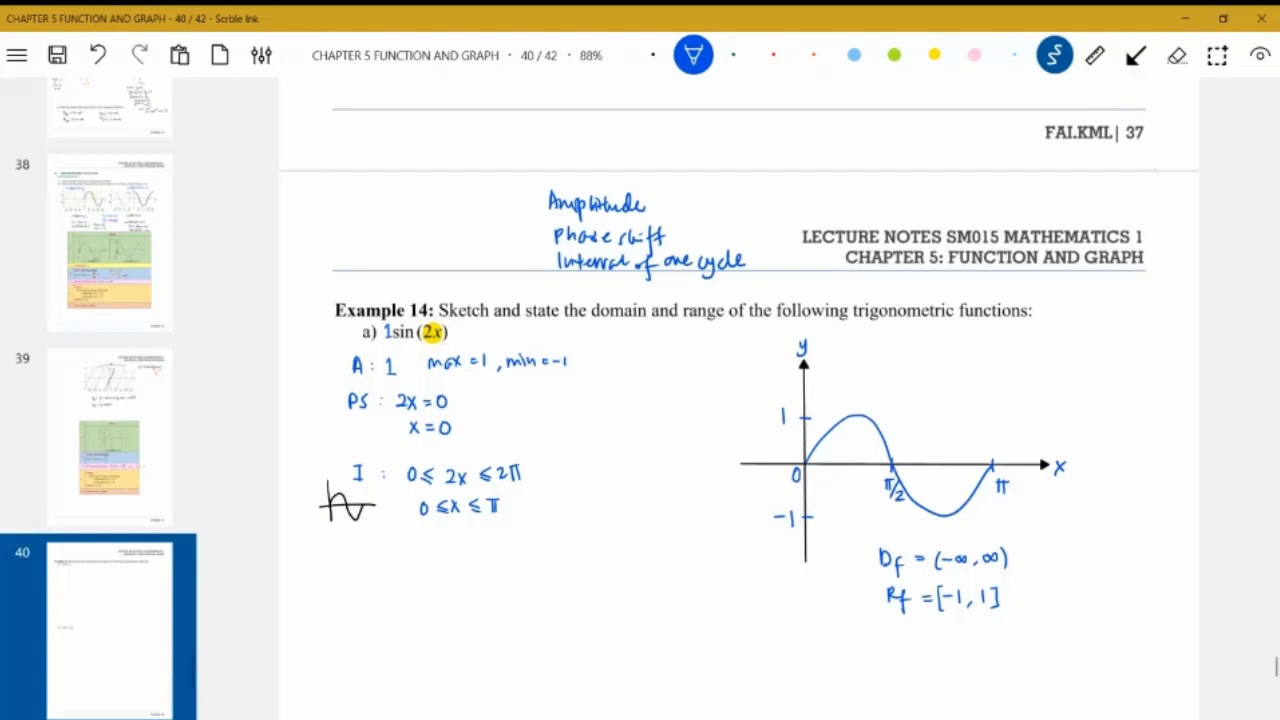 CHAPTER 5 FUNCTION AND GRAPH - 40 / 42 - Scrble Ink
CHAPTER 5 FUNCTION AND GRAPH • 40 / 42 • 88%
38
39
40
FAI.KML| 37
Amplitude
Phase shift
Interval of one cycle
LECTURE NOTES SM015 MATHEMATICS 1
CHAPTER 5: FUNCTION AND GRAPH
Example 14: Sketch and state the domain and range of the following trigonometric functions:
a) 1sin(2x)
A : 1 max = 1 , min = -1
PS : 2x = 0
x = 0
I : 0 ≤ 2x ≤ 2π
0 ≤ x ≤ π
y
1
0
π/2
π
x
-1
Df = (-∞, ∞)
Rf = [-1, 1]